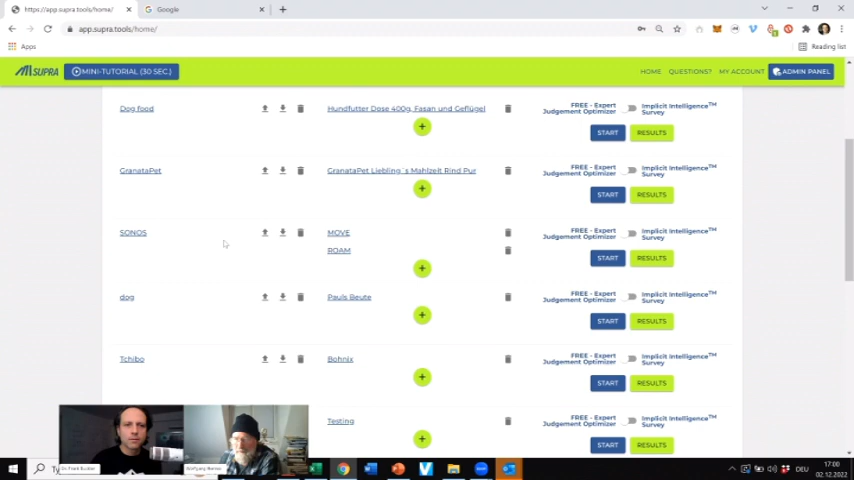 https://app.supra.tools/home/
Google
app.supra.tools/home/
Apps
Reading list
SUPRA
MINI-TUTORIAL (30 SEC.)
HOME
QUESTIONS?
MY ACCOUNT
ADMIN PANEL
Dog food
Hundfutter Dose 400g, Fasan und Geflügel
FREE - Expert
Judgement Optimizer
Implicit Intelligence™
Survey
START
RESULTS
GranataPet
GranataPet Liebling´s Mahlzeit Rind Pur
FREE - Expert
Judgement Optimizer
Implicit Intelligence™
Survey
START
RESULTS
SONOS
MOVE
ROAM
FREE - Expert
Judgement Optimizer
Implicit Intelligence™
Survey
START
RESULTS
dog
Pauls Beute
FREE - Expert
Judgement Optimizer
Implicit Intelligence™
Survey
START
RESULTS
Tchibo
Bohnix
FREE - Expert
Judgement Optimizer
Implicit Intelligence™
Survey
START
RESULTS
Testing
FREE - Expert
Judgement Optimizer
Implicit Intelligence™
Survey
START
RESULTS
DEU
17:00
02.12.2022